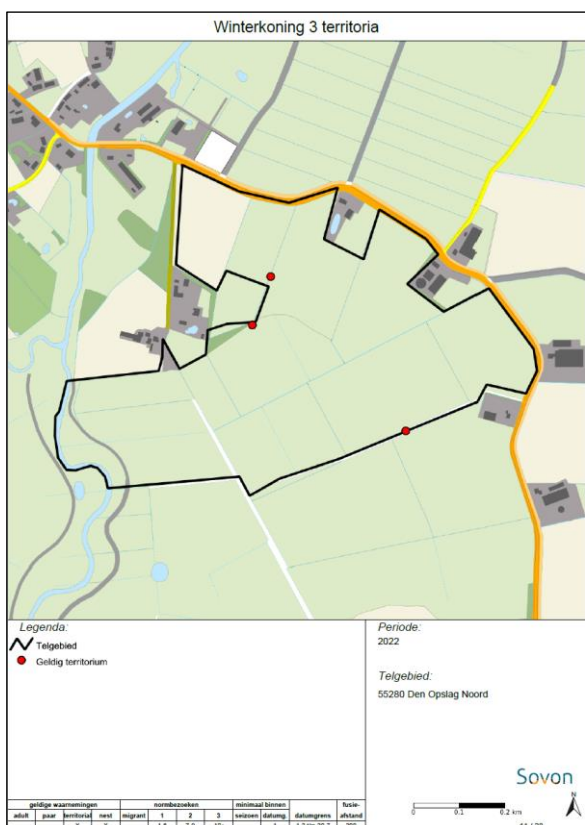 Winterkoning 3 territoria
Legenda:
Telgebied
Geldig territorium
Periode:
2022
Telgebied:
55280 Den Opslag Noord
Sovon
N
0 0.1 0.2 km
geldige waarnemingen normbezoeken minimaal binnen fusie-
adult paar territoriaal nest migrant 1 2 3 seizoen datumg. datumgrens afstand